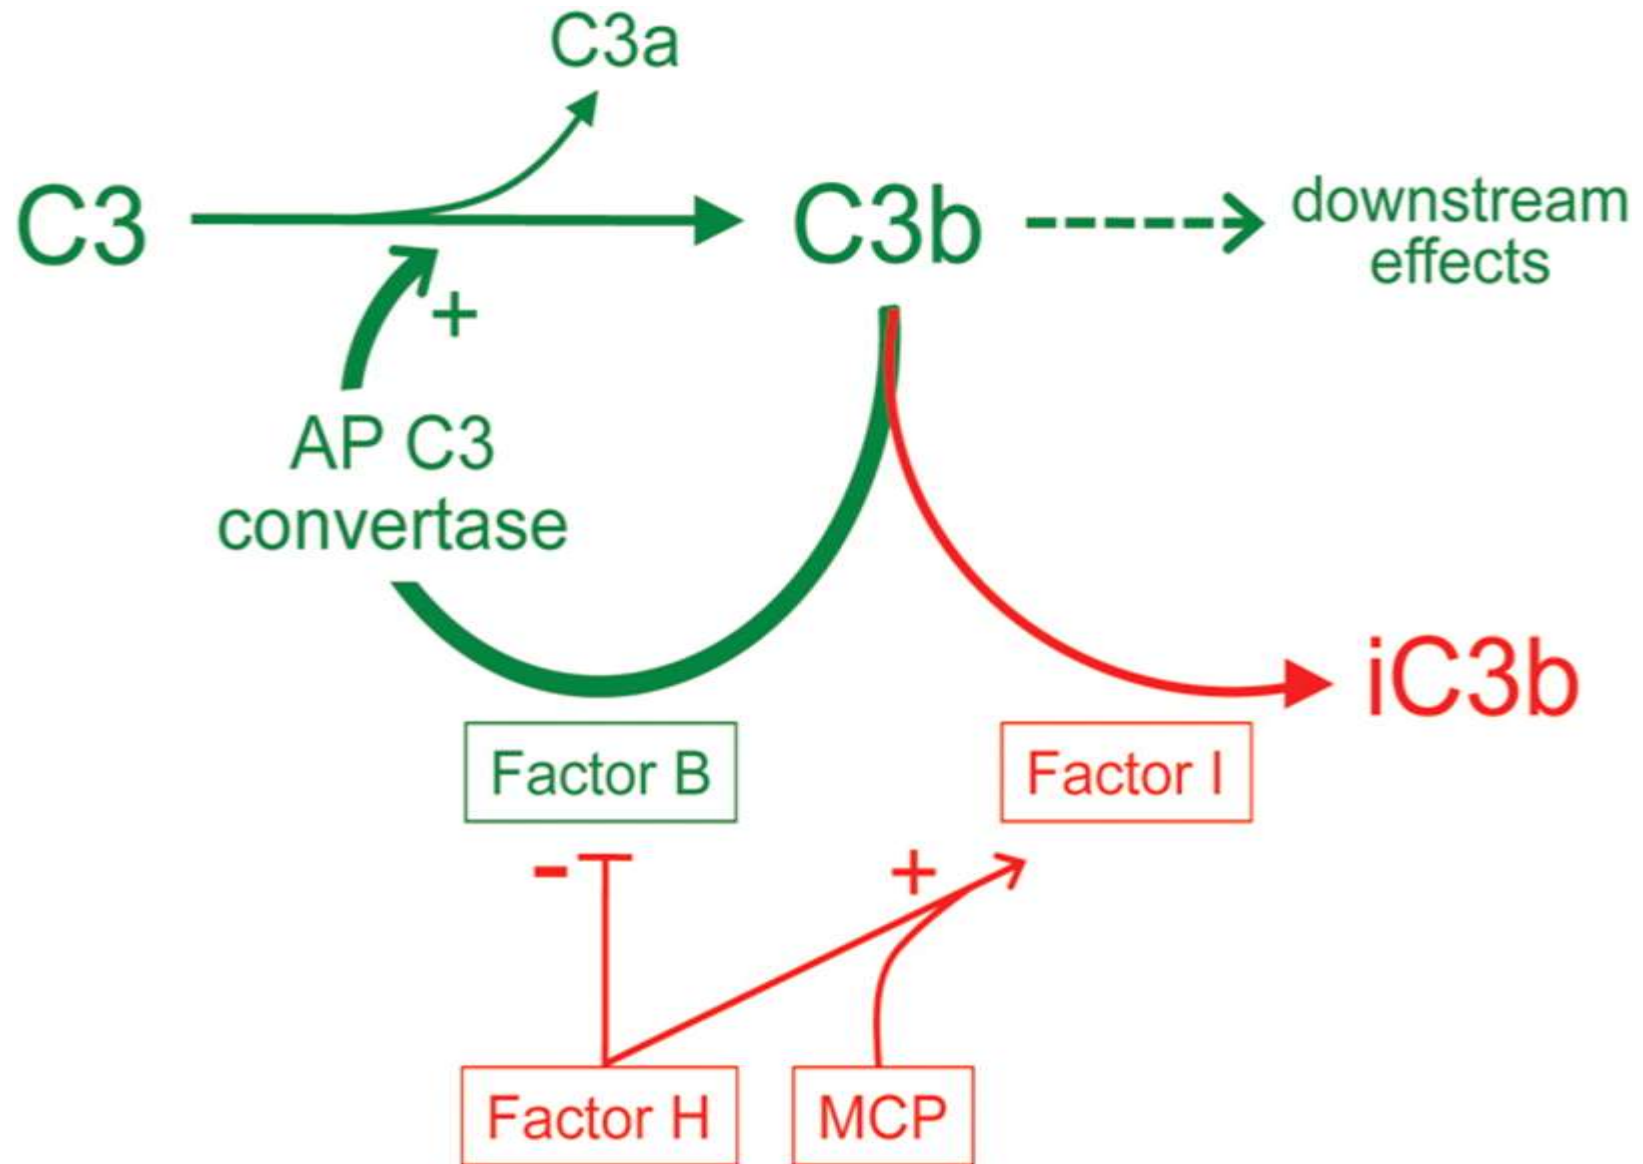 C3a
C3
C3b
downstream
effects
+
AP C3
convertase
iC3b
Factor B
Factor I
-
+
Factor H
MCP